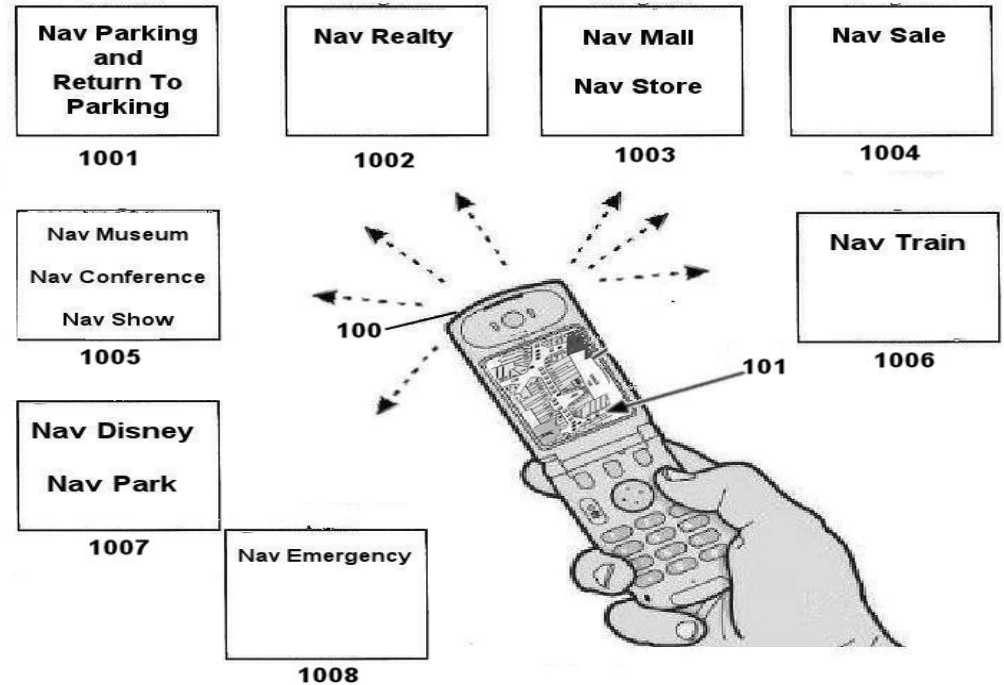 Nav Parking
and
Return To
Parking
1001
Nav Realty
1002
Nav Mall
Nav Store
1003
Nav Sale
1004
Nav Museum
Nav Conference
Nav Show
1005
Nav Train
1006
100
101
Nav Disney
Nav Park
1007
Nav Emergency
1008